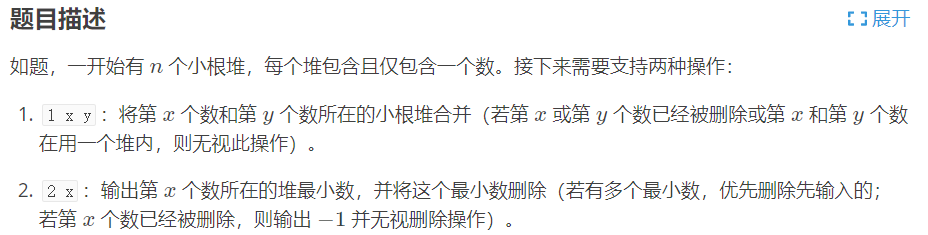 题目描述
展开
如题，一开始有 n 个小根堆，每个堆包含且仅包含一个数。接下来需要支持两种操作：
1. 1 x y ：将第 x 个数和第 y 个数所在的小根堆合并（若第 x 或第 y 个数已经被删除或第 x 和第 y 个数
在用一个堆内，则无视此操作）。
2. 2 x ：输出第 x 个数所在的堆最小数，并将这个最小数删除（若有多个最小数，优先删除先输入的；
若第 x 个数已经被删除，则输出 −1 并无视删除操作）。